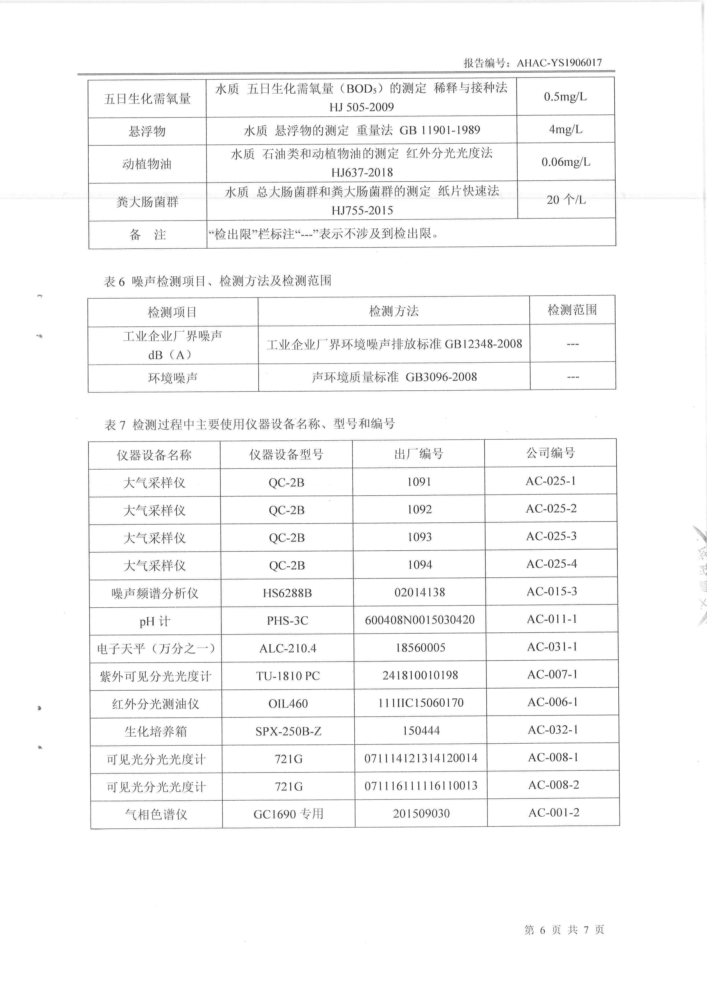 报告编号：AHAC-YS1906017
五日生化需氧量 水质 五日生化需氧量（BOD₅）的测定 稀释与接种法 0.5mg/L
HJ 505-2009
悬浮物 水质 悬浮物的测定 重量法 GB 11901-1989 4mg/L
动植物油 水质 石油类和动植物油的测定 红外分光光度法 0.06mg/L
HJ637-2018
粪大肠菌群 水质 总大肠菌群和粪大肠菌群的测定 纸片快速法 20 个/L
HJ755-2015
备 注 “检出限”栏标注“---”表示不涉及到检出限。
表 6 噪声检测项目、检测方法及检测范围
检测项目 检测方法 检测范围
工业企业厂界噪声
dB（A） 工业企业厂界环境噪声排放标准 GB12348-2008 ---
环境噪声 声环境质量标准 GB3096-2008 ---
表 7 检测过程中主要使用仪器设备名称、型号和编号
仪器设备名称 仪器设备型号 出厂编号 公司编号
大气采样仪 QC-2B 1091 AC-025-1
大气采样仪 QC-2B 1092 AC-025-2
大气采样仪 QC-2B 1093 AC-025-3
大气采样仪 QC-2B 1094 AC-025-4
噪声频谱分析仪 HS6288B 02014138 AC-015-3
pH 计 PHS-3C 600408N0015030420 AC-011-1
电子天平（万分之一） ALC-210.4 18560005 AC-031-1
紫外可见分光光度计 TU-1810 PC 241810010198 AC-007-1
红外分光测油仪 OIL460 111IIC15060170 AC-006-1
生化培养箱 SPX-250B-Z 150444 AC-032-1
可见光分光光度计 721G 071114121314120014 AC-008-1
可见光分光光度计 721G 071116111116110013 AC-008-2
气相色谱仪 GC1690 专用 201509030 AC-001-2
第 6 页 共 7 页